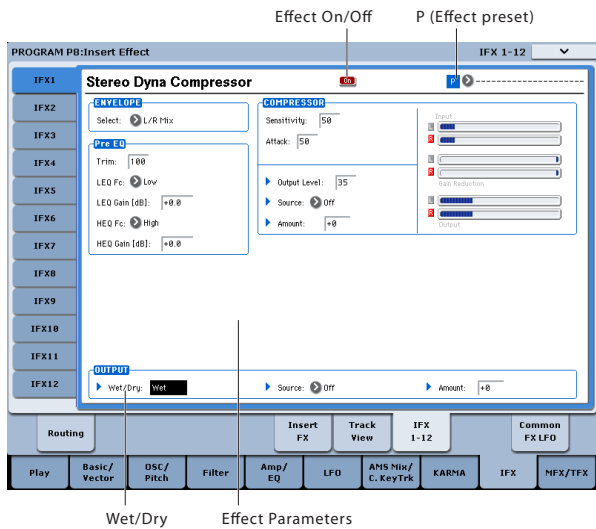 Effect On/Off
P (Effect preset)
PROGRAM P8:Insert Effect
IFX 1-12
IFX1
IFX2
IFX3
IFX4
IFX5
IFX6
IFX7
IFX8
IFX9
IFX10
IFX11
IFX12
Stereo Dyna Compressor
On
P
---------------
ENVELOPE
Select: L/R Mix
Pre EQ
Trim: 100
LEQ Fc: Low
LEQ Gain [dB]: +0.0
HEQ Fc: High
HEQ Gain [dB]: +0.0
COMPRESSOR
Sensitivity: 50
Attack: 50
Output Level: 35
Source: Off
Amount: +0
Input
L
R
L
R
Gain Reduction
L
R
Output
OUTPUT
Wet/Dry: Wet
Source: Off
Amount: +0
Routing
Insert FX
Track View
IFX 1-12
Common FX LFO
Play
Basic/ Vector
OSC/ Pitch
Filter
Amp/ EQ
LFO
AMS Mix/ C. KeyTrk
KARMA
IFX
MFX/TFX
Wet/Dry
Effect Parameters